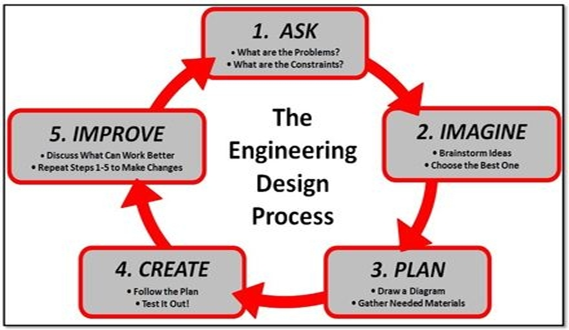 1. ASK
• What are the Problems?
• What are the Constraints?
2. IMAGINE
• Brainstorm Ideas
• Choose the Best One
3. PLAN
• Draw a Diagram
• Gather Needed Materials
4. CREATE
• Follow the Plan
• Test It Out!
5. IMPROVE
• Discuss What Can Work Better
• Repeat Steps 1-5 to Make Changes
The
Engineering
Design
Process